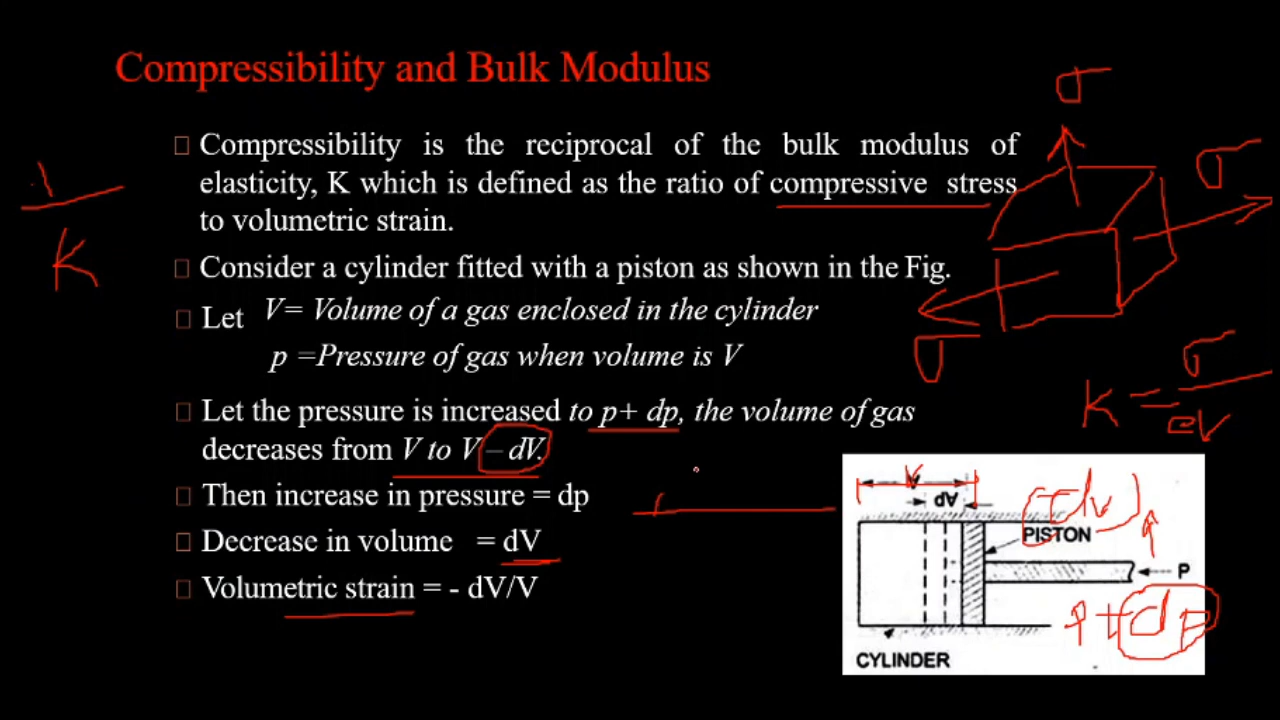 Compressibility and Bulk Modulus
Compressibility is the reciprocal of the bulk modulus of
elasticity, K which is defined as the ratio of compressive stress
to volumetric strain.
Consider a cylinder fitted with a piston as shown in the Fig.
Let V= Volume of a gas enclosed in the cylinder
p =Pressure of gas when volume is V
Let the pressure is increased to p+ dp, the volume of gas
decreases from V to V – dV.
Then increase in pressure = dp
Decrease in volume = dV
Volumetric strain = - dV/V
1
K
σ
σ
σ
K = σ
eV
V
dV
(-dv)
PISTON
P
P
P+dP
CYLINDER